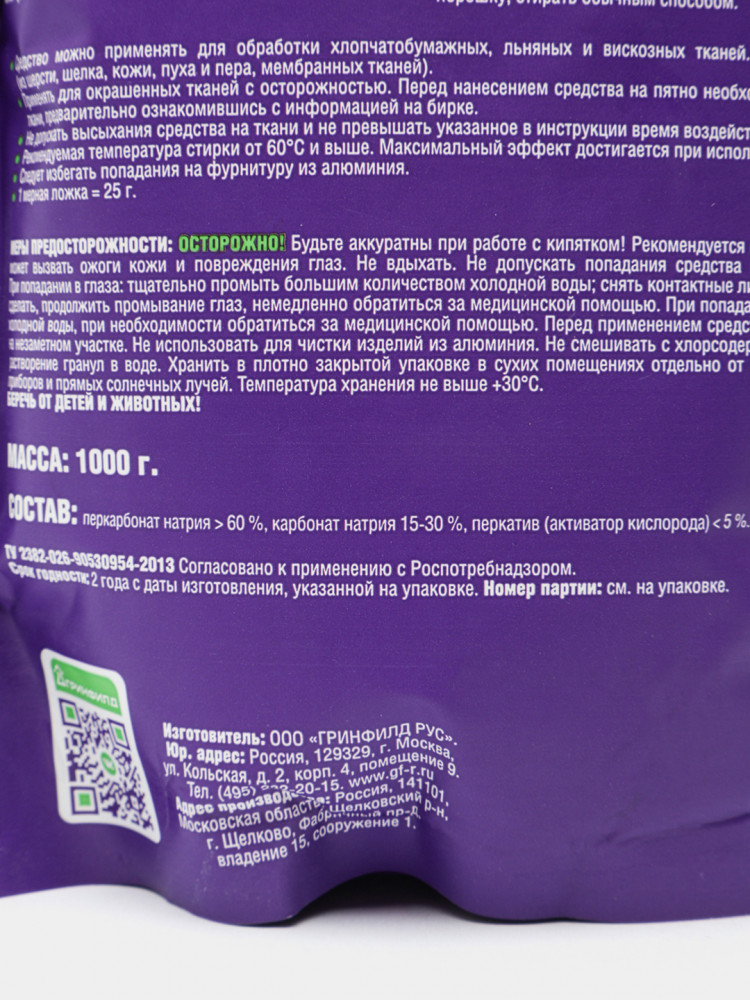 порошку, стирать обычным способом.
Средство можно применять для обработки хлопчатобумажных, льняных и вискозных тканей.
шерсти, шелка, кожи, пуха и пера, мембранных тканей).
Применять для окрашенных тканей с осторожностью. Перед нанесением средства на пятно необхо
ткани, предварительно ознакомившись с информацией на бирке.
Не допускать высыхания средства на ткани и не превышать указанное в инструкции время воздейст
Рекомендуемая температура стирки от 60°С и выше. Максимальный эффект достигается при испол
Следует избегать попадания на фурнитуру из алюминия.
1 мерная ложка = 25 г.
МЕРЫ ПРЕДОСТОРОЖНОСТИ: ОСТОРОЖНО! Будьте аккуратны при работе с кипятком! Рекомендуется
может вызвать ожоги кожи и повреждения глаз. Не вдыхать. Не допускать попадания средства
При попадании в глаза: тщательно промыть большим количеством холодной воды; снять контактные ли
сделать, продолжить промывание глаз, немедленно обратиться за медицинской помощью. При попада
холодной воды, при необходимости обратиться за медицинской помощью. Перед применением средс
на незаметном участке. Не использовать для чистки изделий из алюминия. Не смешивать с хлорсодер
растворение гранул в воде. Хранить в плотно закрытой упаковке в сухих помещениях отдельно от
приборов и прямых солнечных лучей. Температура хранения не выше +30°С.
БЕРЕЧЬ ОТ ДЕТЕЙ И ЖИВОТНЫХ!
МАССА: 1000 г.
СОСТАВ: перкарбонат натрия > 60 %, карбонат натрия 15-30 %, перкатив (активатор кислорода) < 5 %.
ТУ 2382-026-90530954-2013 Согласовано к применению с Роспотребнадзором.
Срок годности: 2 года с даты изготовления, указанной на упаковке. Номер партии: см. на упаковке.
ГРИНФИЛД
Изготовитель: ООО «ГРИНФИЛД РУС».
Юр. адрес: Россия, 129329, г. Москва,
ул. Кольская, д. 2, корп. 4, помещение 9.
Тел. (495) -20-15. www.gf-r.ru
Адрес производ Россия, 141101,
Московская область, Щелковский р-н,
г. Щелково, Фабричный пр-д,
владение 15, сооружение 1.